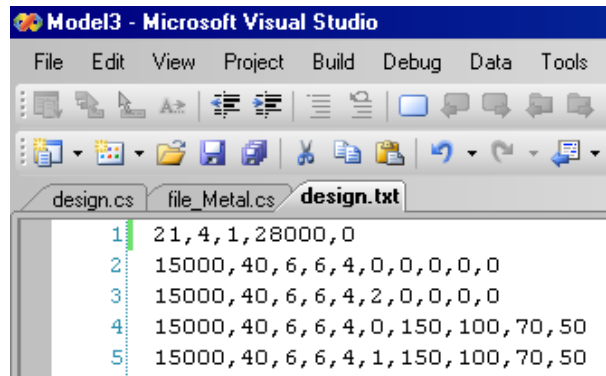 Model3 - Microsoft Visual Studio
File Edit View Project Build Debug Data Tools
design.cs file_Metal.cs design.txt
1 21,4,1,28000,0
2 15000,40,6,6,4,0,0,0,0,0
3 15000,40,6,6,4,2,0,0,0,0
4 15000,40,6,6,4,0,150,100,70,50
5 15000,40,6,6,4,1,150,100,70,50